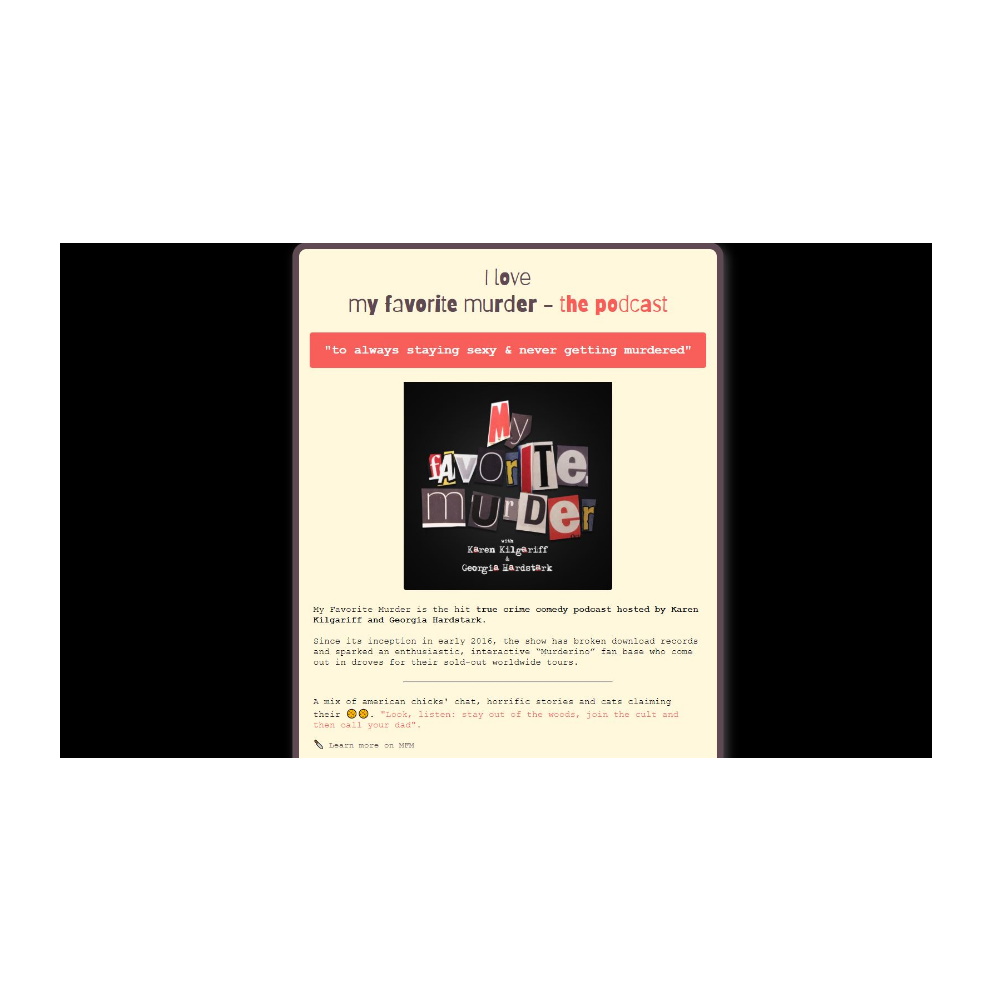 I love
my favorite murder – the podcast
"to always staying sexy & never getting murdered"
My
fAVOrITe
murDer
with
Karen Kilgariff
&
Georgia Hardstark
My Favorite Murder is the hit true crime comedy podcast hosted by Karen
Kilgariff and Georgia Hardstark.
Since its inception in early 2016, the show has broken download records
and sparked an enthusiastic, interactive “Murderino” fan base who come
out in droves for their sold-out worldwide tours.
A mix of american chicks' chat, horrific stories and cats claiming
their 🍪🍪. "Look, listen: stay out of the woods, join the cult and
then call your dad".
Learn more on MFM